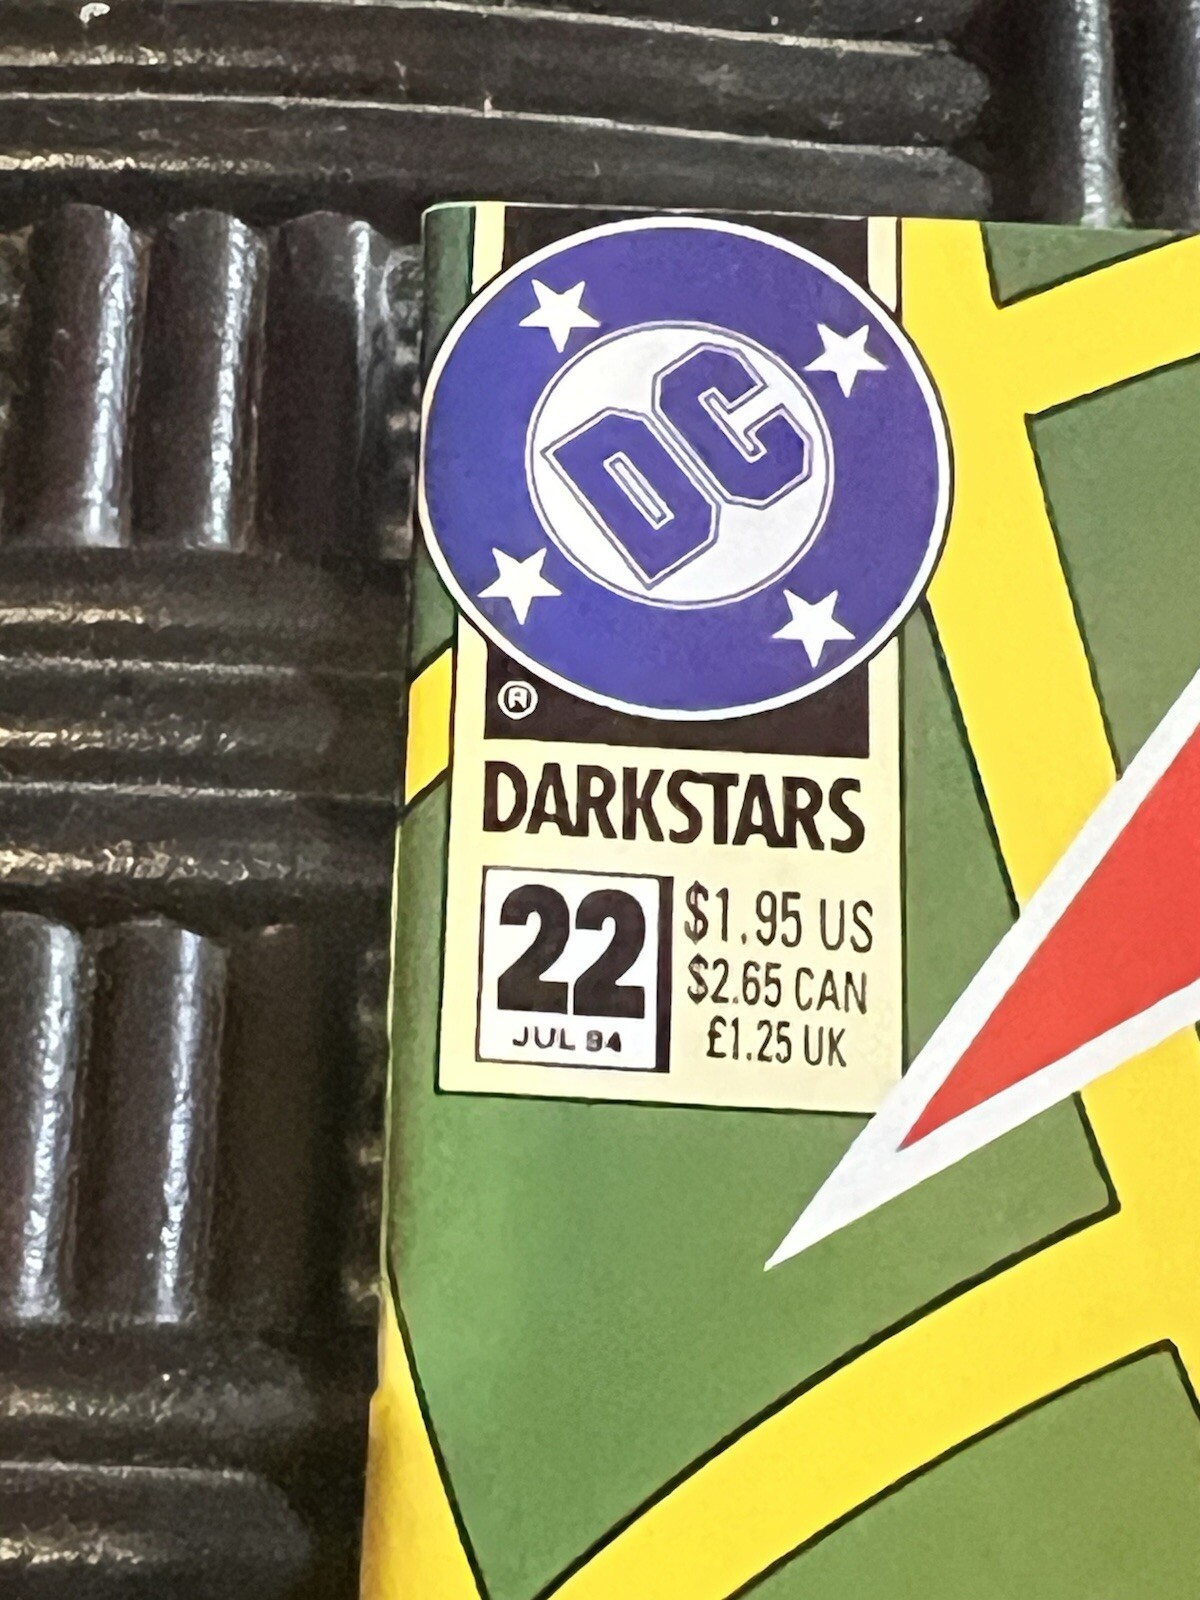 DC
®
DARKSTARS
22
JUL 94
$1.95 US
$2.65 CAN
£1.25 UK